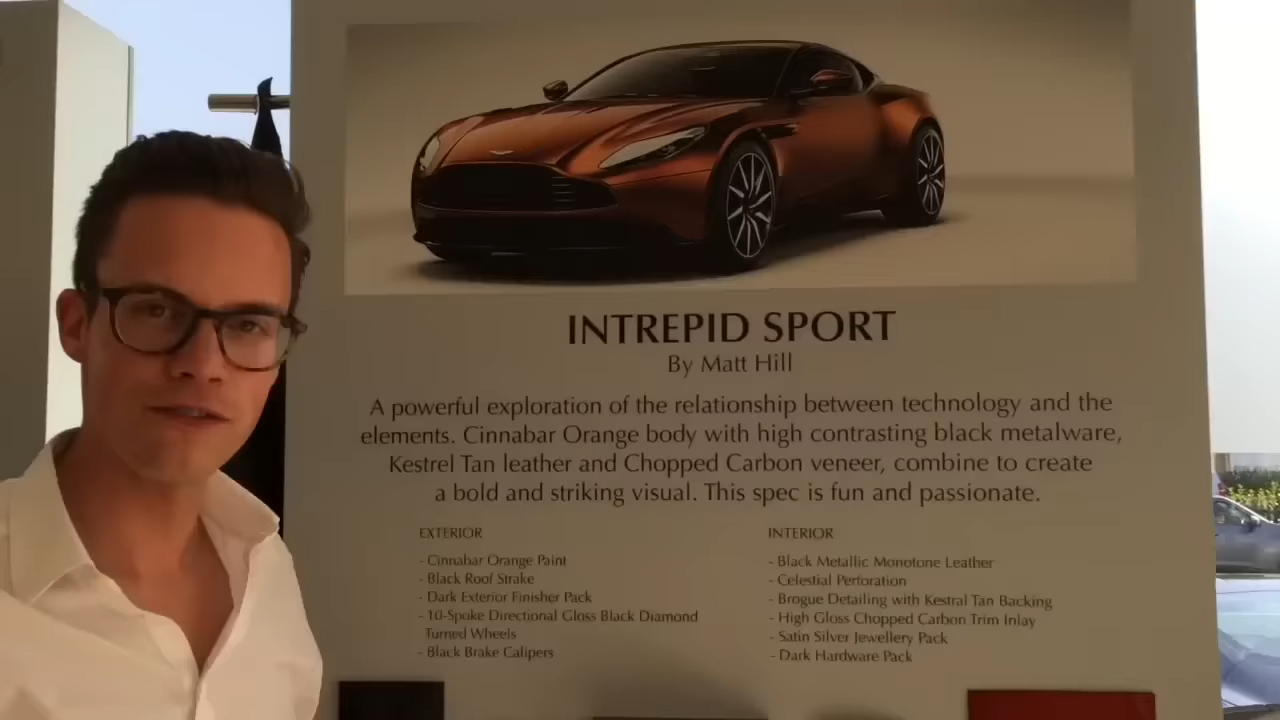 INTREPID SPORT
By Matt Hill
A powerful exploration of the relationship between technology and the
elements. Cinnabar Orange body with high contrasting black metalware,
Kestrel Tan leather and Chopped Carbon veneer, combine to create
a bold and striking visual. This spec is fun and passionate.
EXTERIOR
- Cinnabar Orange Paint
- Black Roof Strake
- Dark Exterior Finisher Pack
- 10-Spoke Directional Gloss Black Diamond
Turned Wheels
- Black Brake Calipers
INTERIOR
- Black Metallic Monotone Leather
- Celestial Perforation
- Brogue Detailing with Kestrel Tan Backing
- High Gloss Chopped Carbon Trim Inlay
- Satin Silver Jewellery Pack
- Dark Hardware Pack